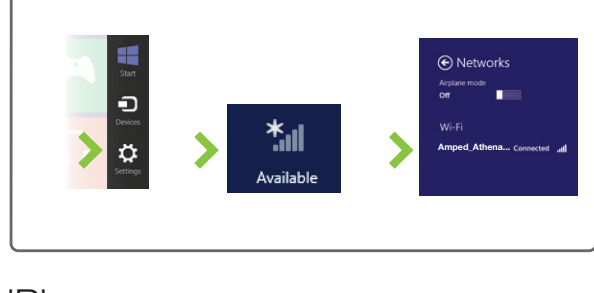 Start
Devices
Settings
Available
Networks
Airplane mode
Off
Wi-Fi
Amped_Athena... Connected